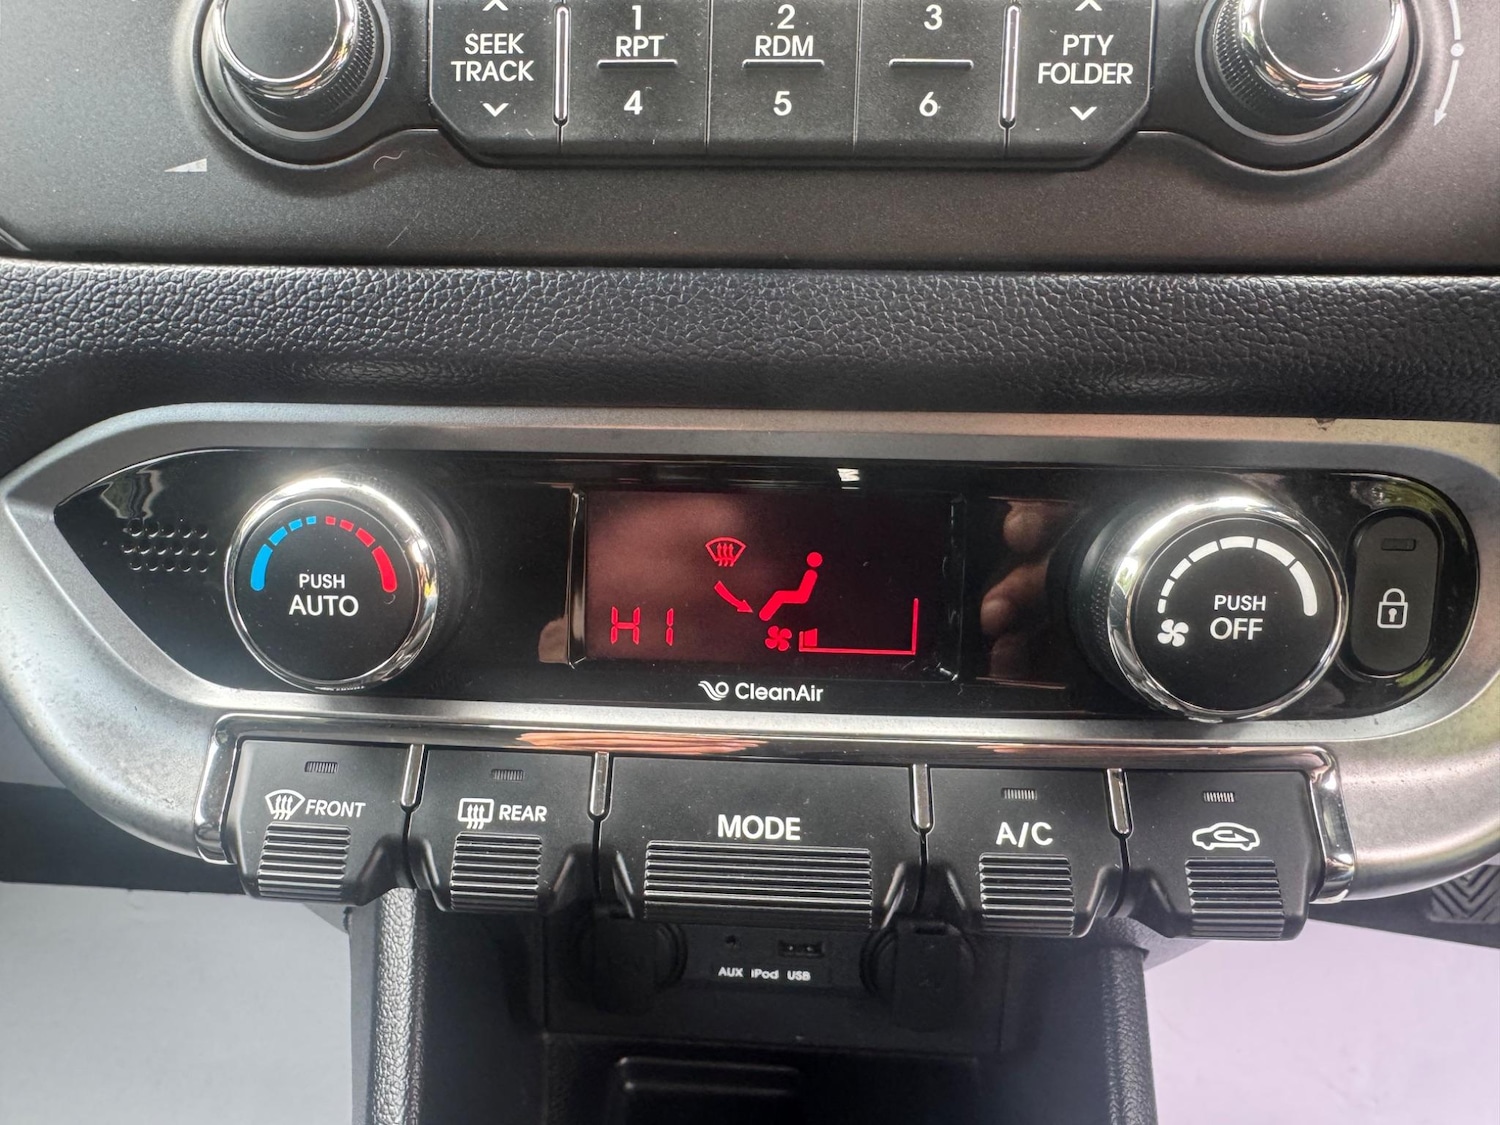 SEEK
TRACK
1
RPT
4
2
RDM
5
3
6
PTY
FOLDER
PUSH
AUTO
HI
CleanAir
PUSH
OFF
FRONT
REAR
MODE
A/C
AUX iPod USB